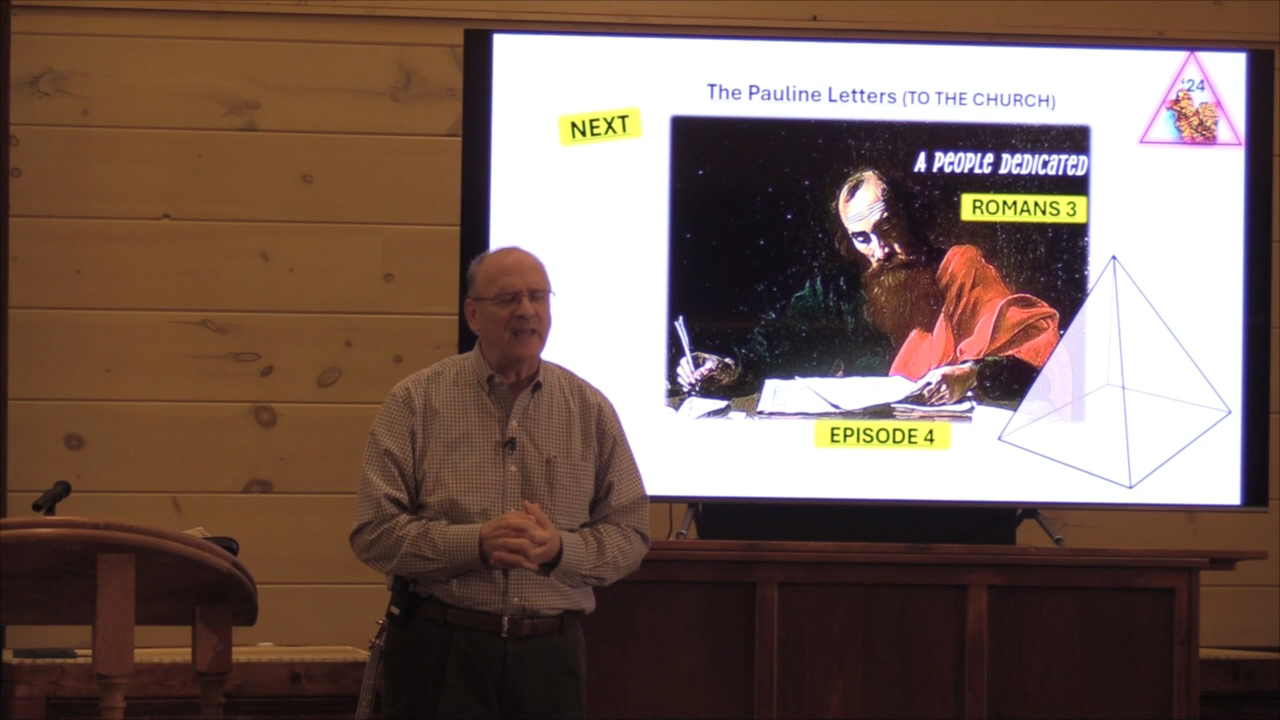 The Pauline Letters (TO THE CHURCH)
NEXT
'24
A PEOPLE DEDICATED
ROMANS 3
EPISODE 4